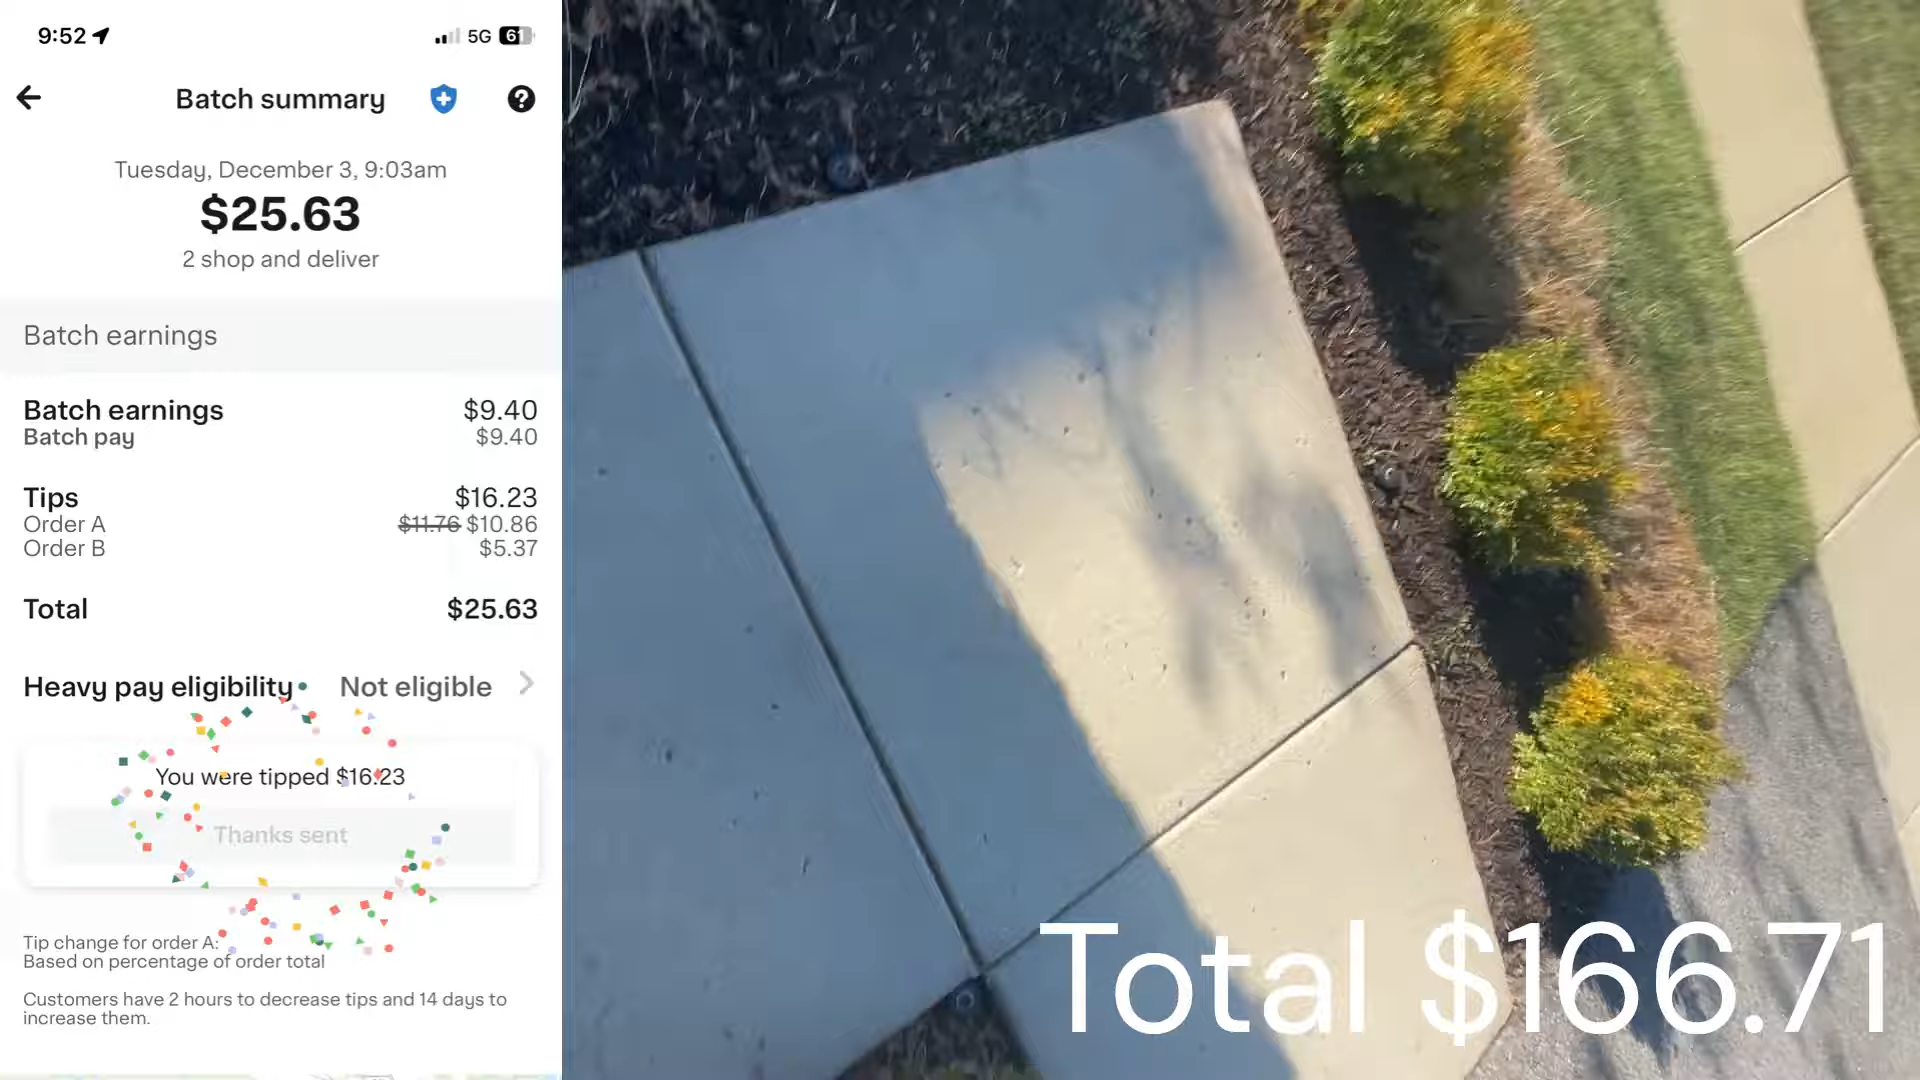 9:52
5G 61
Batch summary
Tuesday, December 3, 9:03am
$25.63
2 shop and deliver
Batch earnings
Batch earnings $9.40
Batch pay $9.40
Tips $16.23
Order A $11.76 $10.86
Order B $5.37
Total $25.63
Heavy pay eligibility Not eligible
You were tipped $16.23
Thanks sent
Tip change for order A:
Based on percentage of order total
Customers have 2 hours to decrease tips and 14 days to
increase them.
Total $166.71